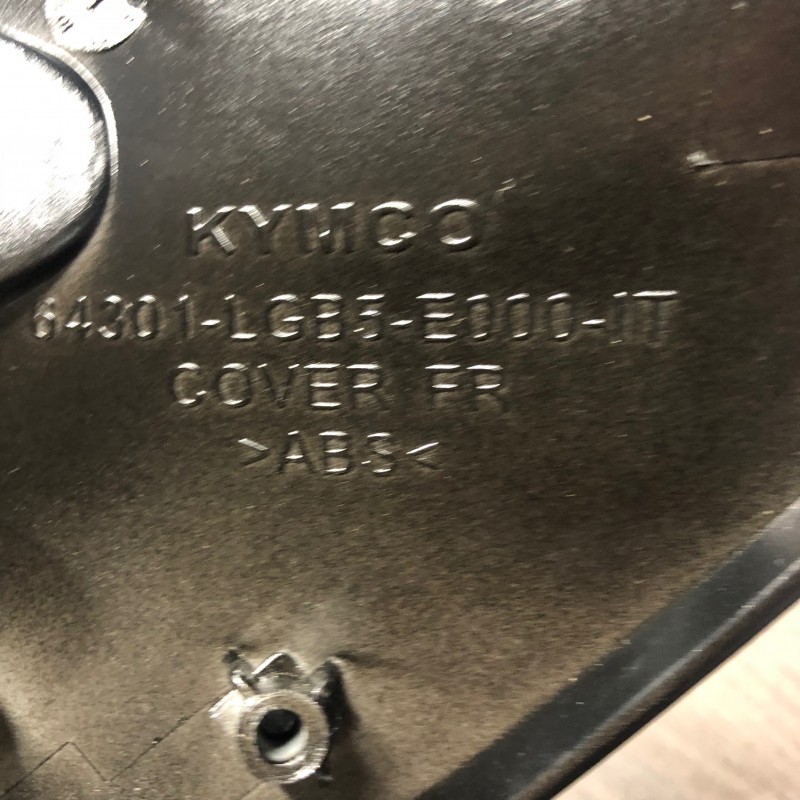 KYMCO
64301-LGB5-E000-IT
COVER FR
>ABS<